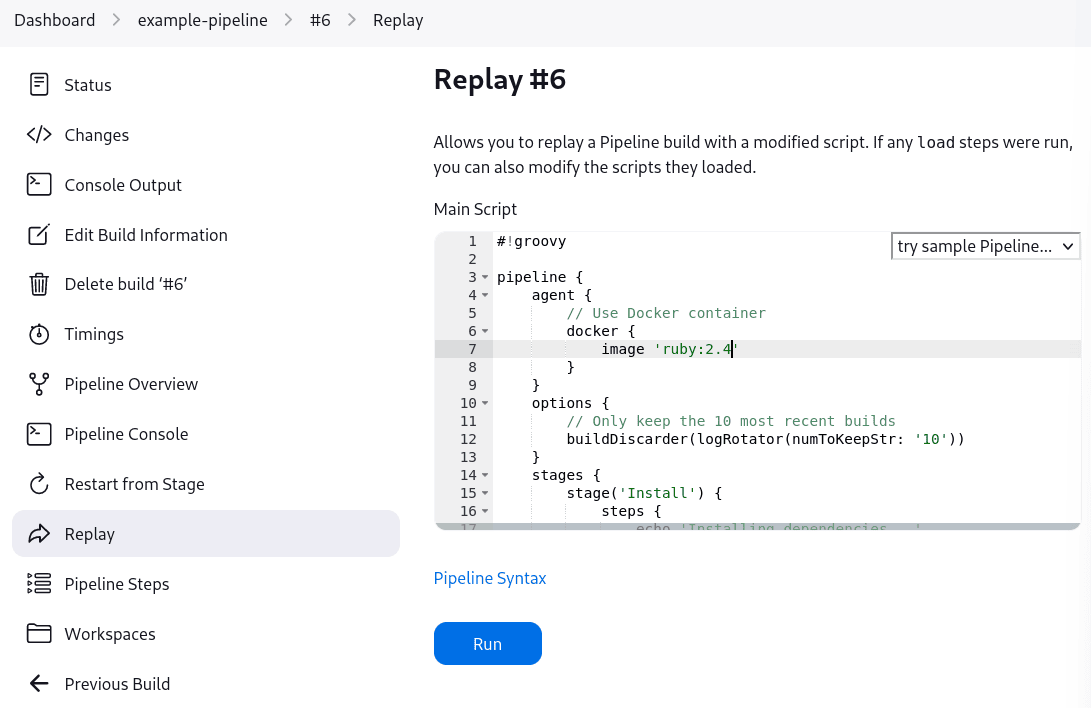 Dashboard > example-pipeline > #6 > Replay
Status
Changes
Console Output
Edit Build Information
Delete build ‘#6’
Timings
Pipeline Overview
Pipeline Console
Restart from Stage
Replay
Pipeline Steps
Workspaces
Previous Build
Replay #6
Allows you to replay a Pipeline build with a modified script. If any load steps were run,
you can also modify the scripts they loaded.
Main Script
try sample Pipeline...
1 #!groovy
2
3 pipeline {
4     agent {
5         // Use Docker container
6         docker {
7             image 'ruby:2.4'
8         }
9     }
10     options {
11         // Only keep the 10 most recent builds
12         buildDiscarder(logRotator(numToKeepStr: '10'))
13     }
14     stages {
15         stage('Install') {
16             steps {
17                 echo 'Installing dependencies...'
Pipeline Syntax
Run